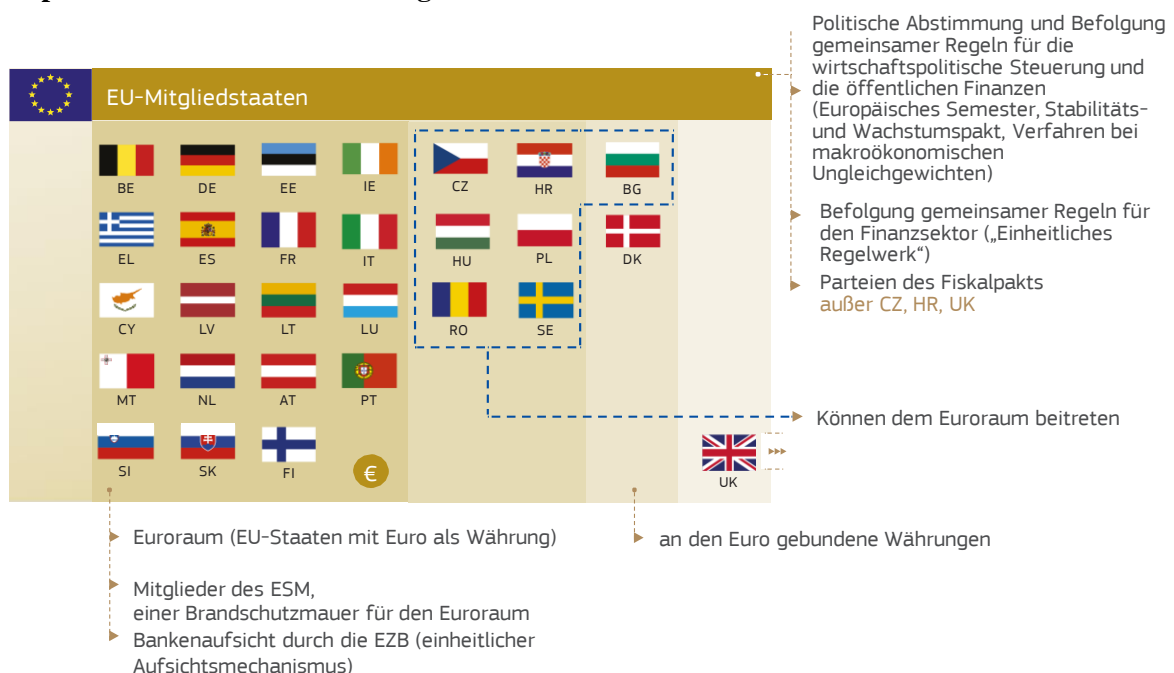 Politische Abstimmung und Befolgung
gemeinsamer Regeln für die
wirtschaftspolitische Steuerung und
die öffentlichen Finanzen
(Europäisches Semester, Stabilitäts-
und Wachstumspakt, Verfahren bei
makroökonomischen
Ungleichgewichten)
Befolgung gemeinsamer Regeln für
den Finanzsektor („Einheitliches
Regelwerk“)
Parteien des Fiskalpakts
außer CZ, HR, UK
EU-Mitgliedstaaten
BE DE EE IE CZ HR BG
EL ES FR IT HU PL DK
CY LV LT LU RO SE
MT NL AT PT
Können dem Euroraum beitreten
SI SK FI € UK
Euroraum (EU-Staaten mit Euro als Währung)
an den Euro gebundene Währungen
Mitglieder des ESM,
einer Brandschutzmauer für den Euroraum
Bankenaufsicht durch die EZB (einheitlicher
Aufsichtsmechanismus)